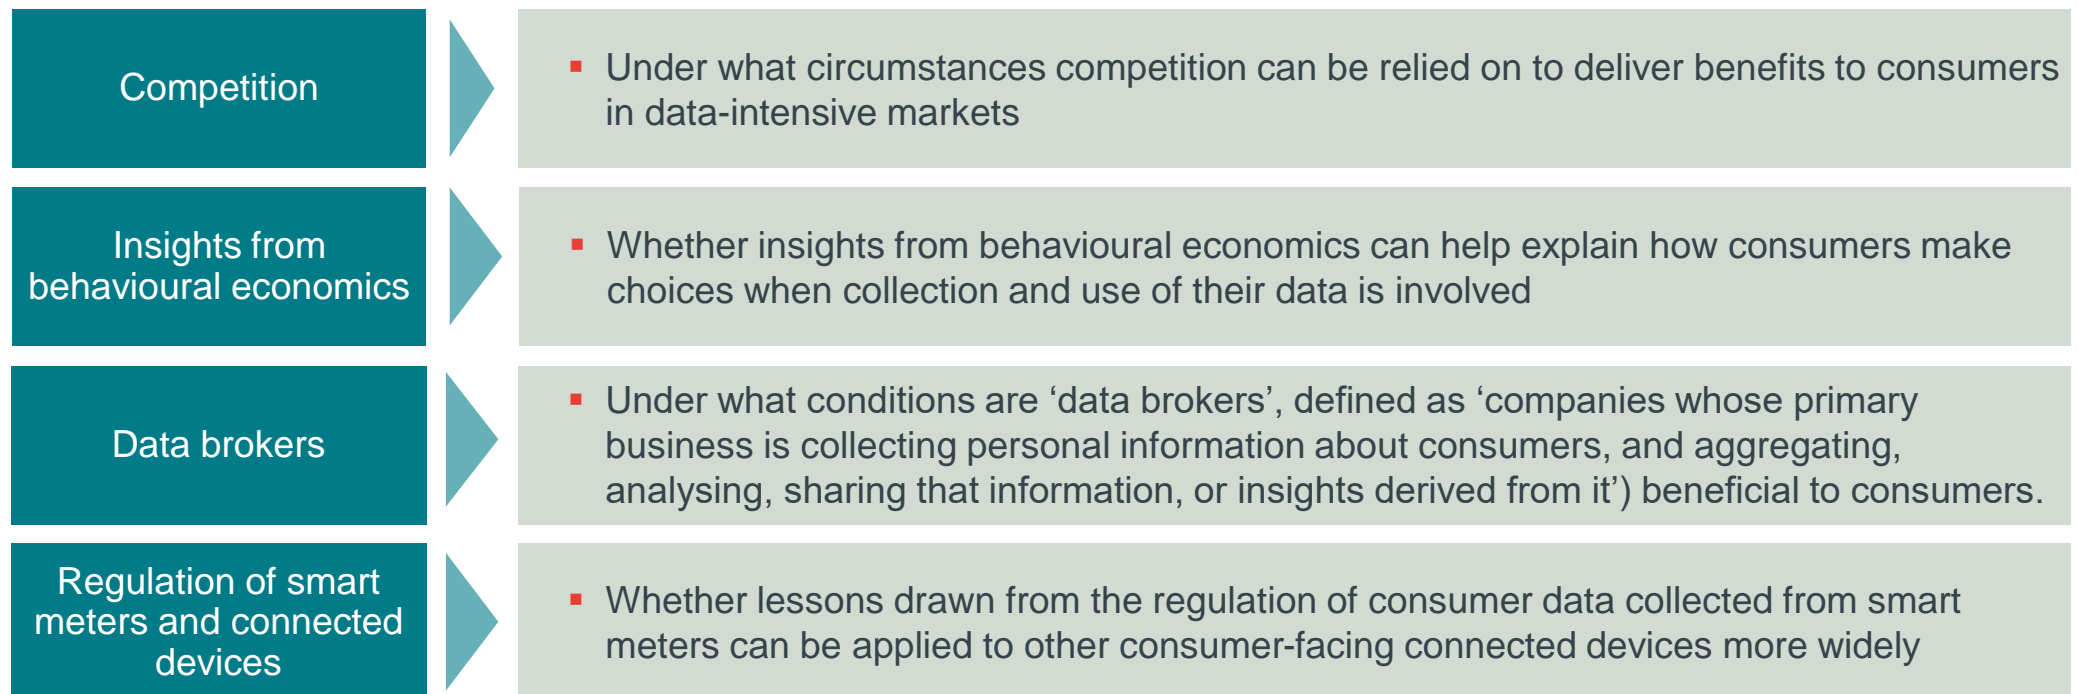 Competition
▪ Under what circumstances competition can be relied on to deliver benefits to consumers
in data-intensive markets
Insights from
behavioural economics
▪ Whether insights from behavioural economics can help explain how consumers make
choices when collection and use of their data is involved
Data brokers
▪ Under what conditions are ‘data brokers’, defined as ‘companies whose primary
business is collecting personal information about consumers, and aggregating,
analysing, sharing that information, or insights derived from it’) beneficial to consumers.
Regulation of smart
meters and connected
devices
▪ Whether lessons drawn from the regulation of consumer data collected from smart
meters can be applied to other consumer-facing connected devices more widely